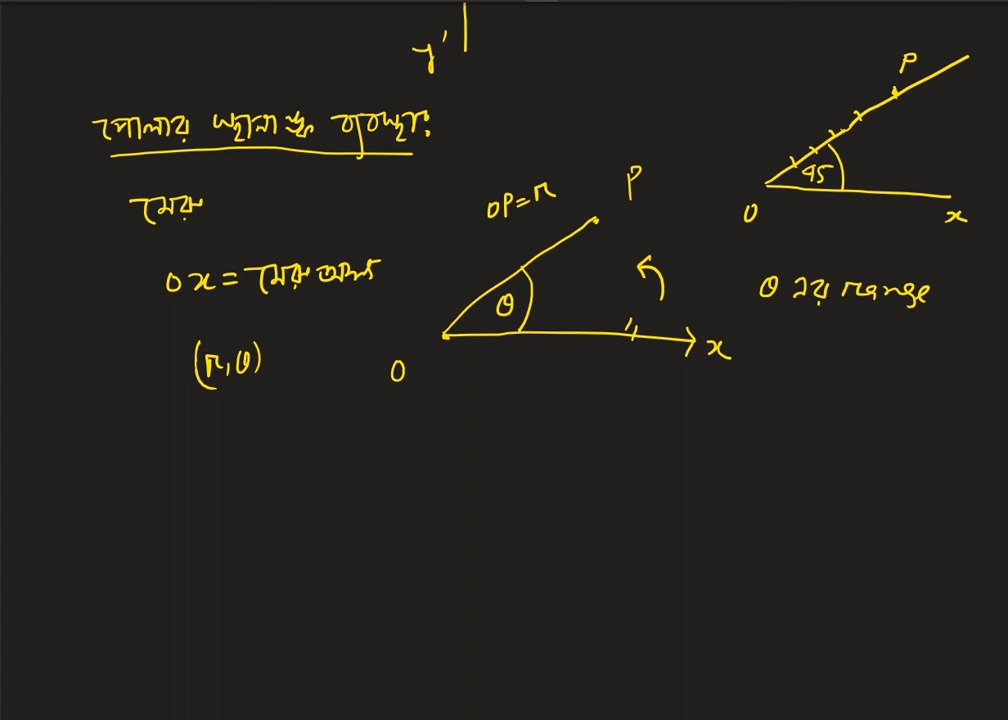 y'
পোলার স্থানাঙ্ক ব্যবস্থা:
মেরু
ox = মেরু অক্ষ
(r, θ)
OP = r
P
θ
O
x
P
45
O
x
θ এর range